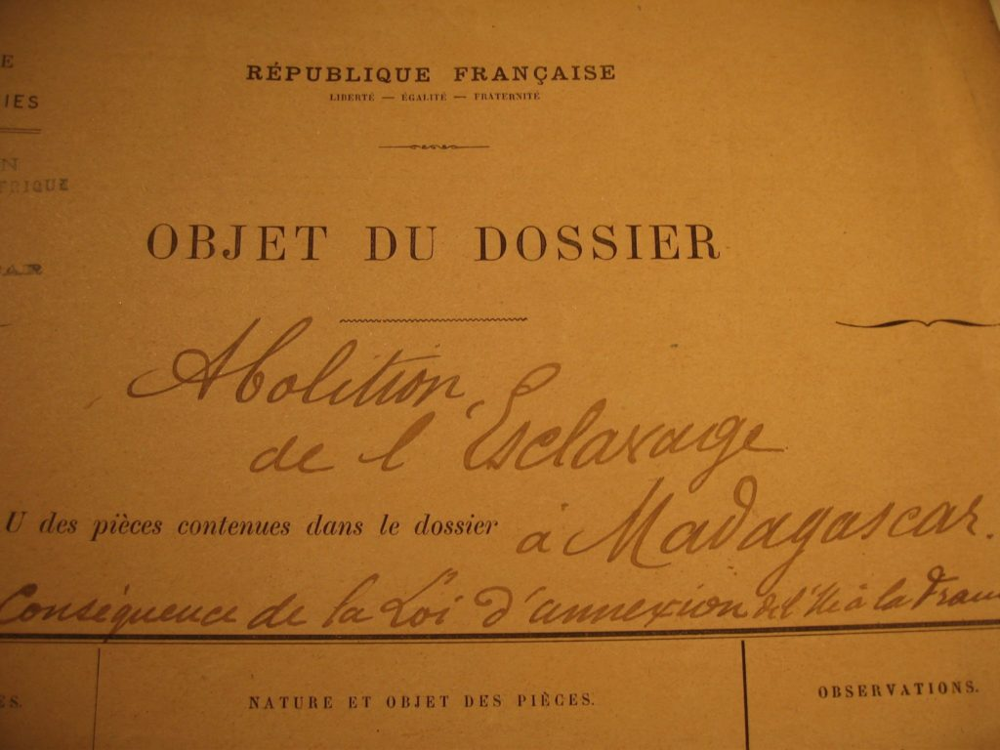 E
RÉPUBLIQUE FRANÇAISE
IES
LIBERTÉ — ÉGALITÉ — FRATERNITÉ
N
FRIQUE
OBJET DU DOSSIER
AR
Abolition
de l'Esclavage
U des pièces contenues dans le dossier
à Madagascar.
Conséquence de la Loi d'annexion de l'Ile à la Fran
ES.
NATURE ET OBJET DES PIÈCES.
OBSERVATIONS.